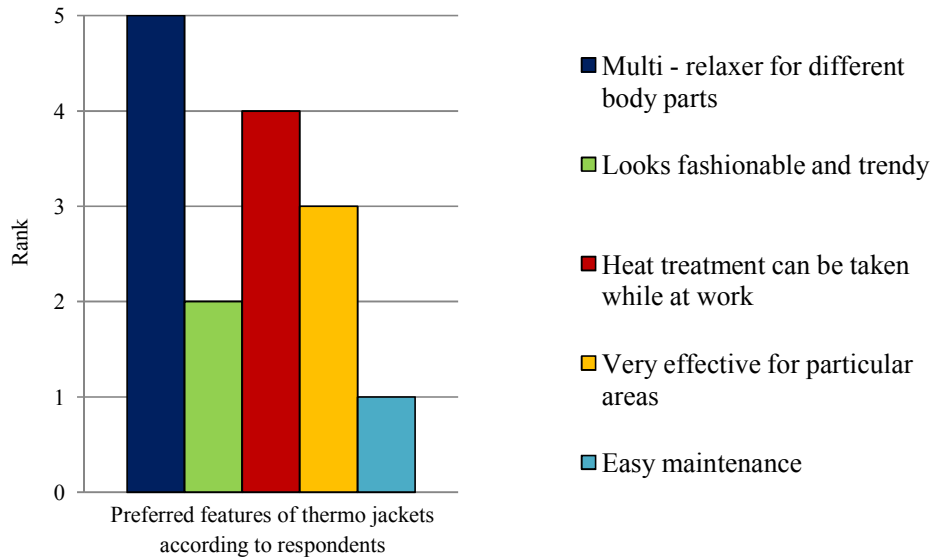 5
4
3
2
1
0
Rank
Preferred features of thermo jackets
according to respondents
Multi - relaxer for different
body parts
Looks fashionable and trendy
Heat treatment can be taken
while at work
Very effective for particular
areas
Easy maintenance